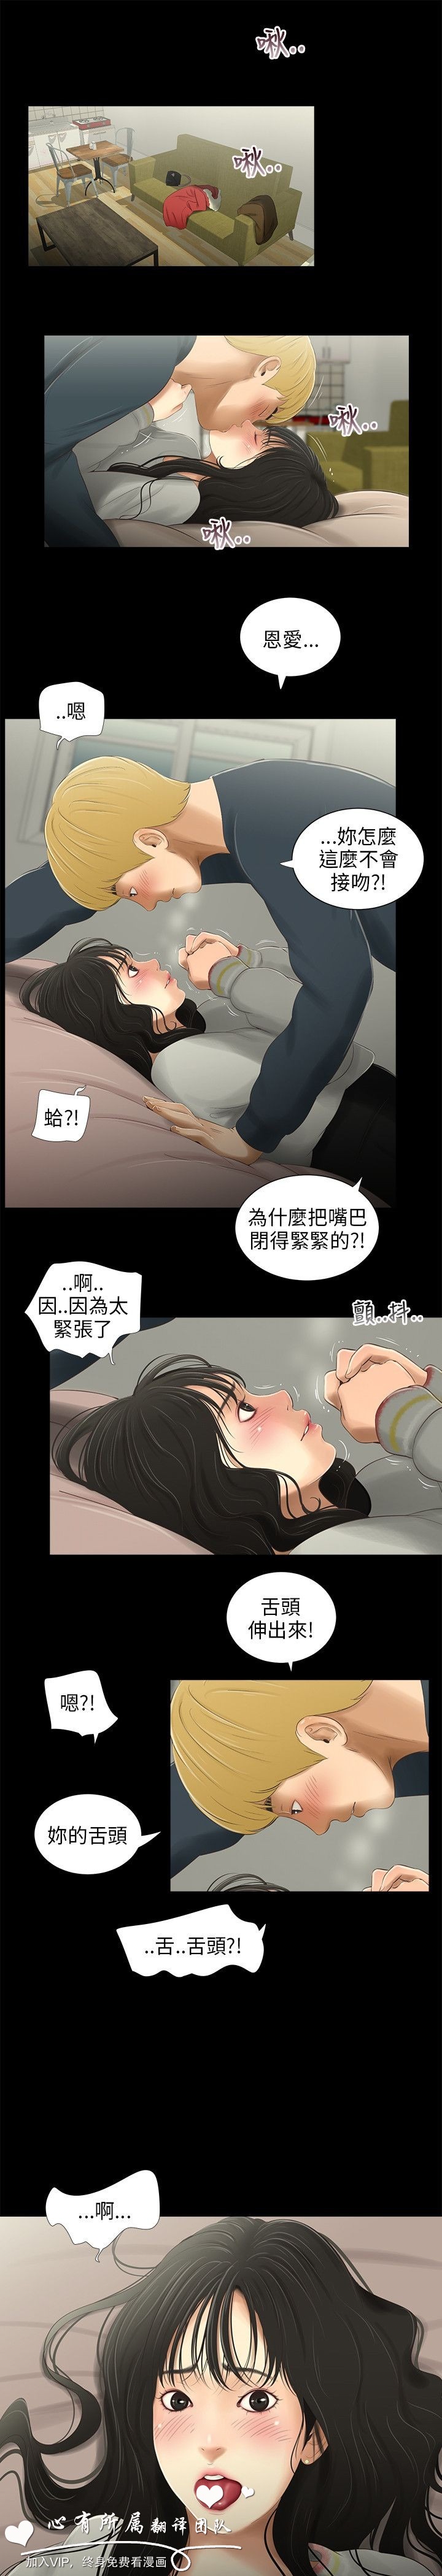 啾..
啾..
啾..
啾..
恩愛...
..嗯
...妳怎麼
這麼不會
接吻?!
蛤?!
為什麼把嘴巴
閉得緊緊的?!
..啊..
因..因為太
緊張了
顫..抖..
舌頭
伸出來!
嗯?!
妳的舌頭
..舌..舌頭?!
...啊...
心有所属翻译团队
加入VIP，终身免费看漫画